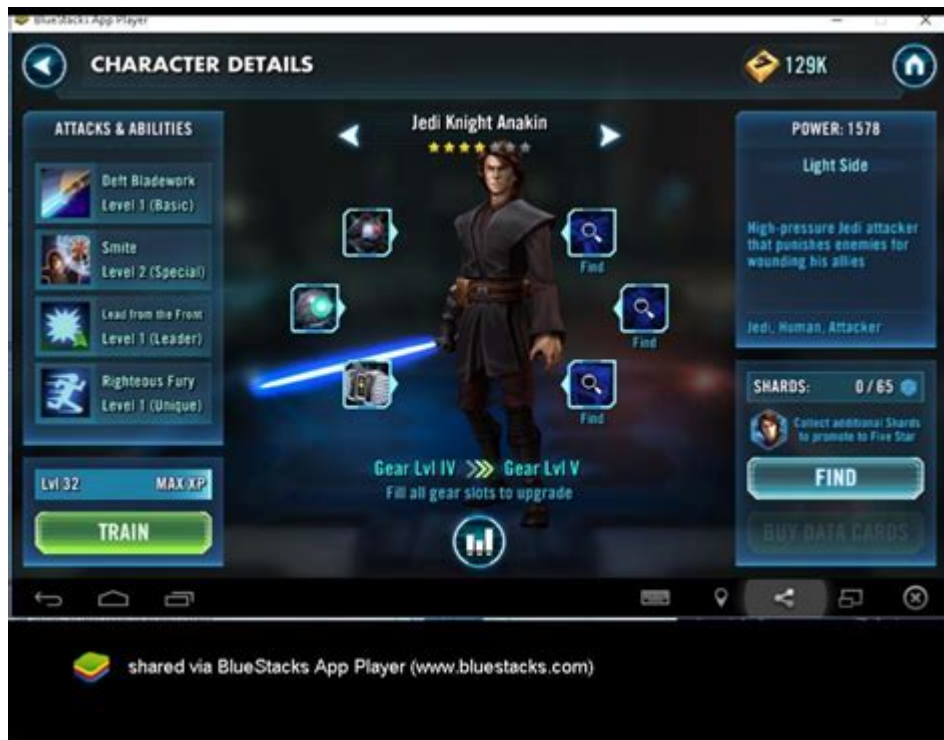 BlueStacks App Player
CHARACTER DETAILS
129K
ATTACKS & ABILITIES
Deft Bladework
Level 1 (Basic)
Smite
Level 2 (Special)
Lead from the Front
Level 1 (Leader)
Righteous Fury
Level 1 (Unique)
Lvl 32 MAX XP
TRAIN
Jedi Knight Anakin
Find
Find
Find
Gear Lvl IV Gear Lvl V
Fill all gear slots to upgrade
POWER: 1578
Light Side
High-pressure Jedi attacker
that punishes enemies for
wounding his allies
Jedi, Human, Attacker
SHARDS: 0/65
Collect additional Shards
to promote to Five Star
FIND
BUY DATA CARDS
shared via BlueStacks App Player (www.bluestacks.com)